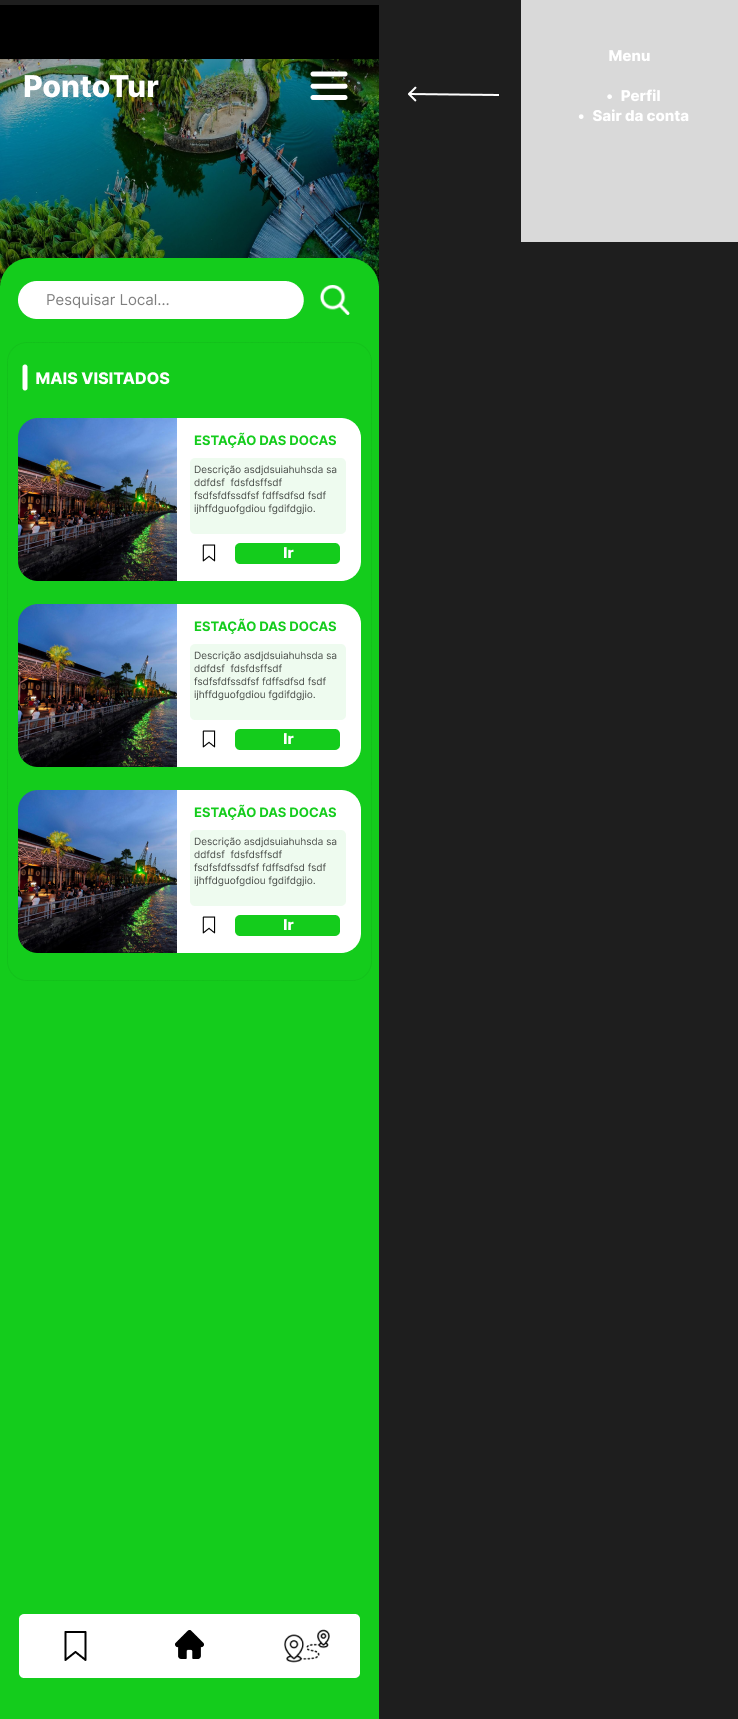 PontoTur
Menu
• Perfil
• Sair da conta
Pesquisar Local...
MAIS VISITADOS
ESTAÇÃO DAS DOCAS
Descrição asdjdsuiahuhsda sa
ddfdsf fdsfdsffsdf
fsdfsfdfssdfsf fdffsdfsd fsdf
ijhffdguofgdiou fgdifdgjio.
Ir
ESTAÇÃO DAS DOCAS
Descrição asdjdsuiahuhsda sa
ddfdsf fdsfdsffsdf
fsdfsfdfssdfsf fdffsdfsd fsdf
ijhffdguofgdiou fgdifdgjio.
Ir
ESTAÇÃO DAS DOCAS
Descrição asdjdsuiahuhsda sa
ddfdsf fdsfdsffsdf
fsdfsfdfssdfsf fdffsdfsd fsdf
ijhffdguofgdiou fgdifdgjio.
Ir